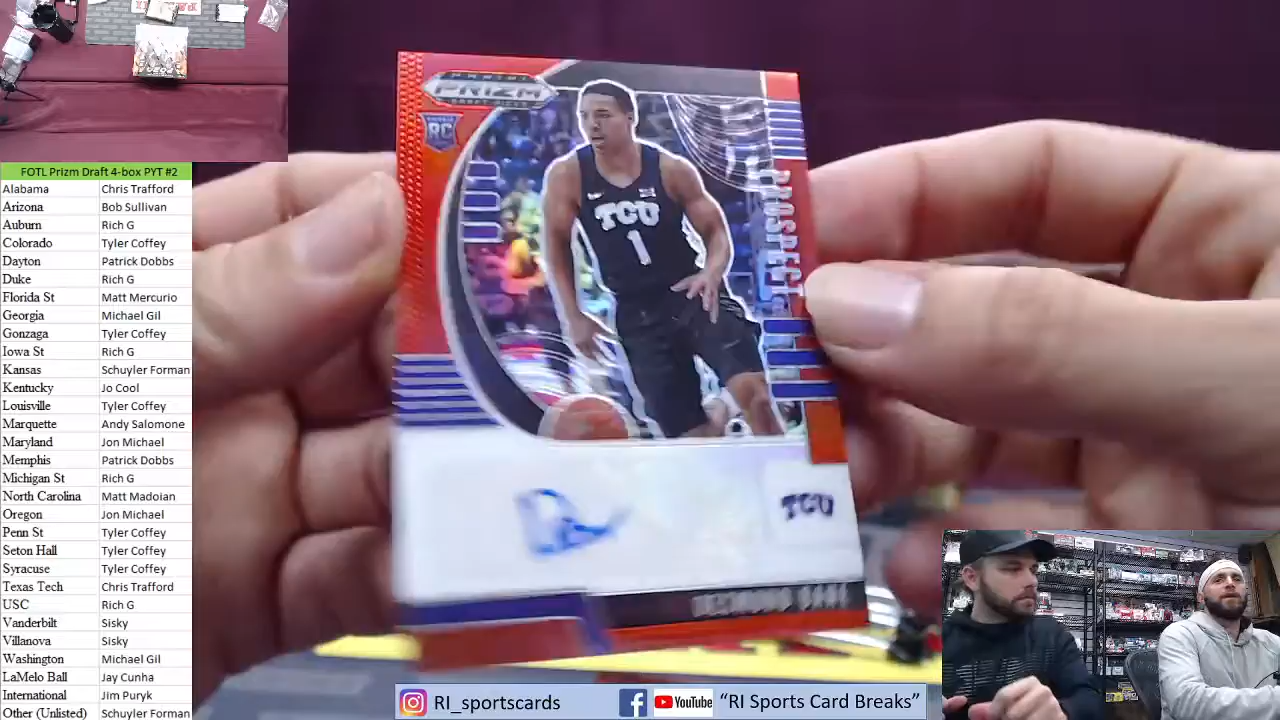 FOTL Prizm Draft 4-box PYT #2
Alabama Chris Trafford
Arizona Bob Sullivan
Auburn Rich G
Colorado Tyler Coffey
Dayton Patrick Dobbs
Duke Rich G
Florida St Matt Mercurio
Georgia Michael Gil
Gonzaga Tyler Coffey
Iowa St Rich G
Kansas Schuyler Forman
Kentucky Jo Cool
Louisville Tyler Coffey
Marquette Andy Salomone
Maryland Jon Michael
Memphis Patrick Dobbs
Michigan St Rich G
North Carolina Matt Madoian
Oregon Jon Michael
Penn St Tyler Coffey
Seton Hall Tyler Coffey
Syracuse Tyler Coffey
Texas Tech Chris Trafford
USC Rich G
Vanderbilt Sisky
Villanova Sisky
Washington Michael Gil
LaMelo Ball Jay Cunha
International Jim Puryk
Other (Unlisted) Schuyler Forman
PANINI
PRIZM
DRAFT PICKS
RC
TCU
1
PROSPECT
TCU
RI_sportscards
YouTube
"RI Sports Card Breaks"